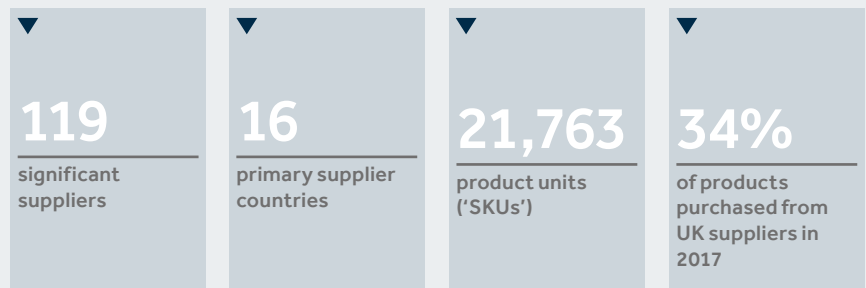 119
significant
suppliers
16
primary supplier
countries
21,763
product units
(‘SKUs’)
34%
of products
purchased from
UK suppliers in
2017